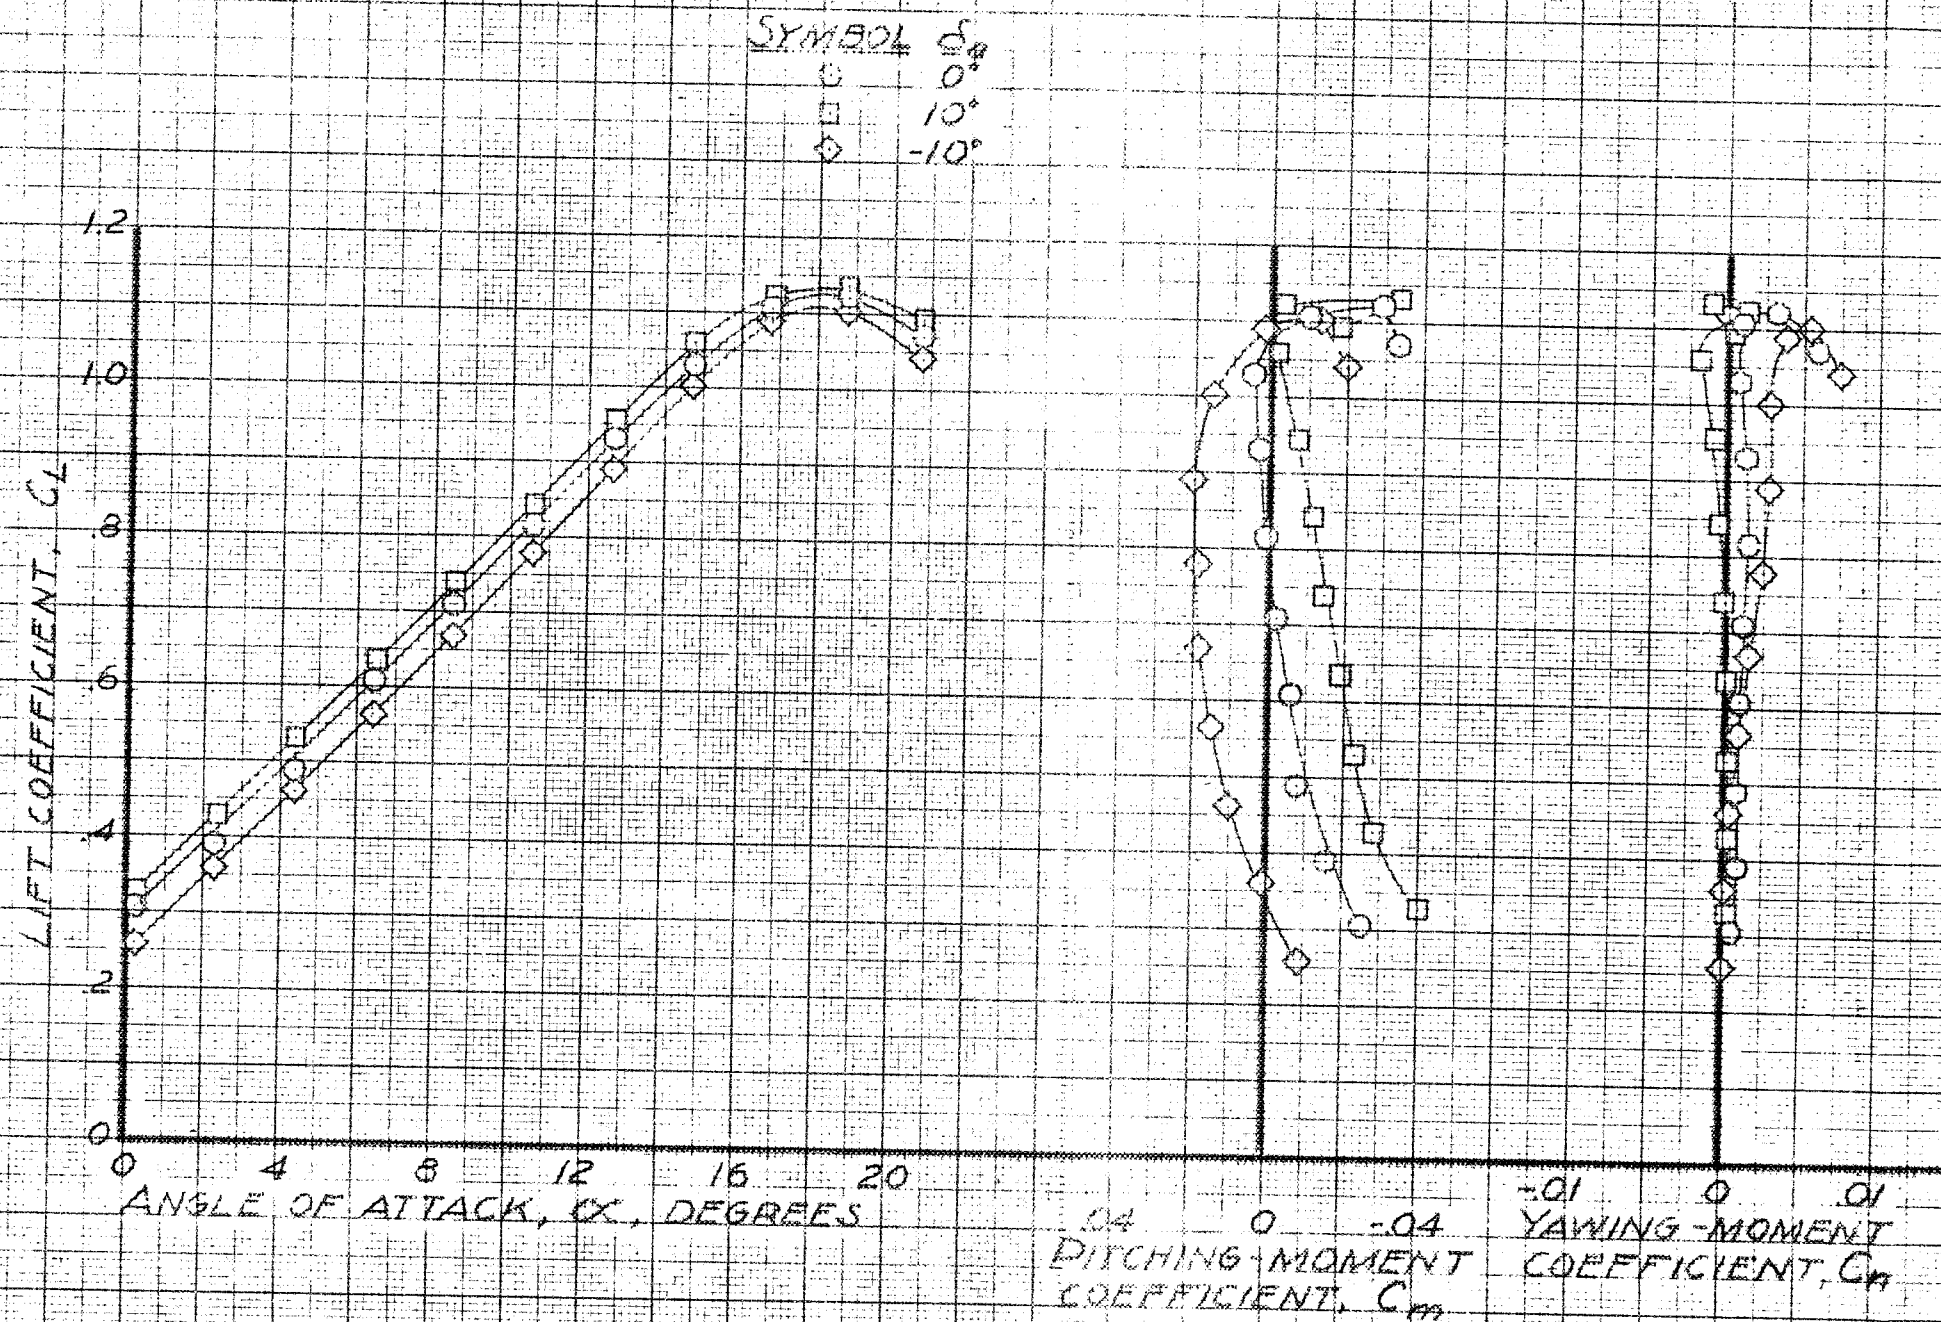 SYMBOL δa
0°
10°
-10°
1.2
1.0
.8
.6
.4
.2
0
LIFT COEFFICIENT, CL
0 4 8 12 16 20
ANGLE OF ATTACK, α, DEGREES
.04 0 -.04
PITCHING-MOMENT
COEFFICIENT, Cm
-.01 0 .01
YAWING-MOMENT
COEFFICIENT, Cn